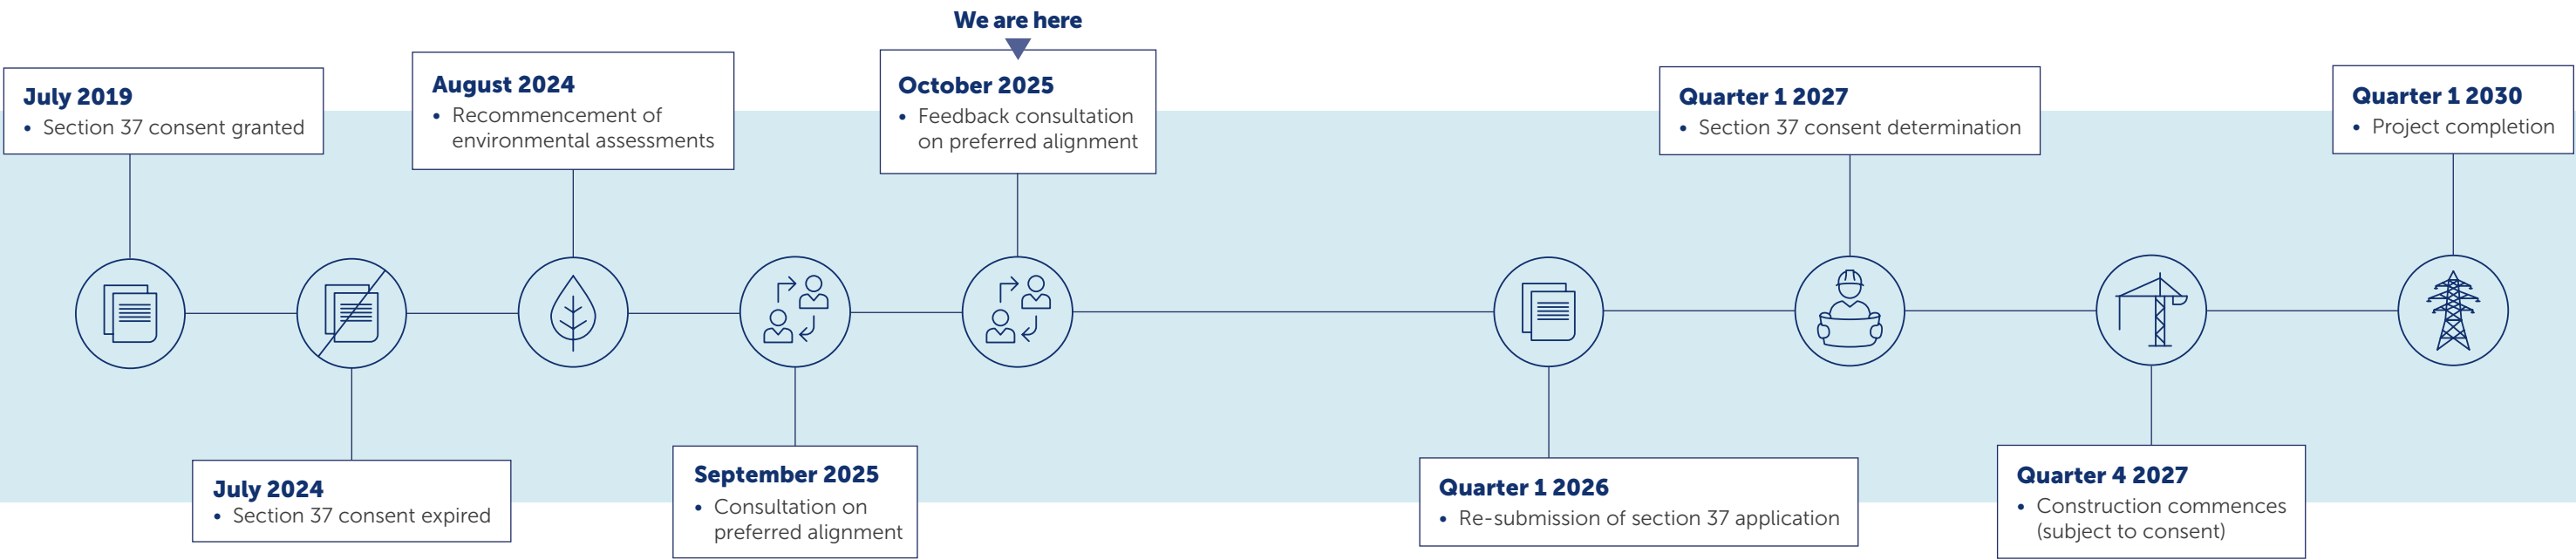 We are here
July 2019
• Section 37 consent granted
July 2024
• Section 37 consent expired
August 2024
• Recommencement of
environmental assessments
September 2025
• Consultation on
preferred alignment
October 2025
• Feedback consultation
on preferred alignment
Quarter 1 2026
• Re-submission of section 37 application
Quarter 1 2027
• Section 37 consent determination
Quarter 4 2027
• Construction commences
(subject to consent)
Quarter 1 2030
• Project completion